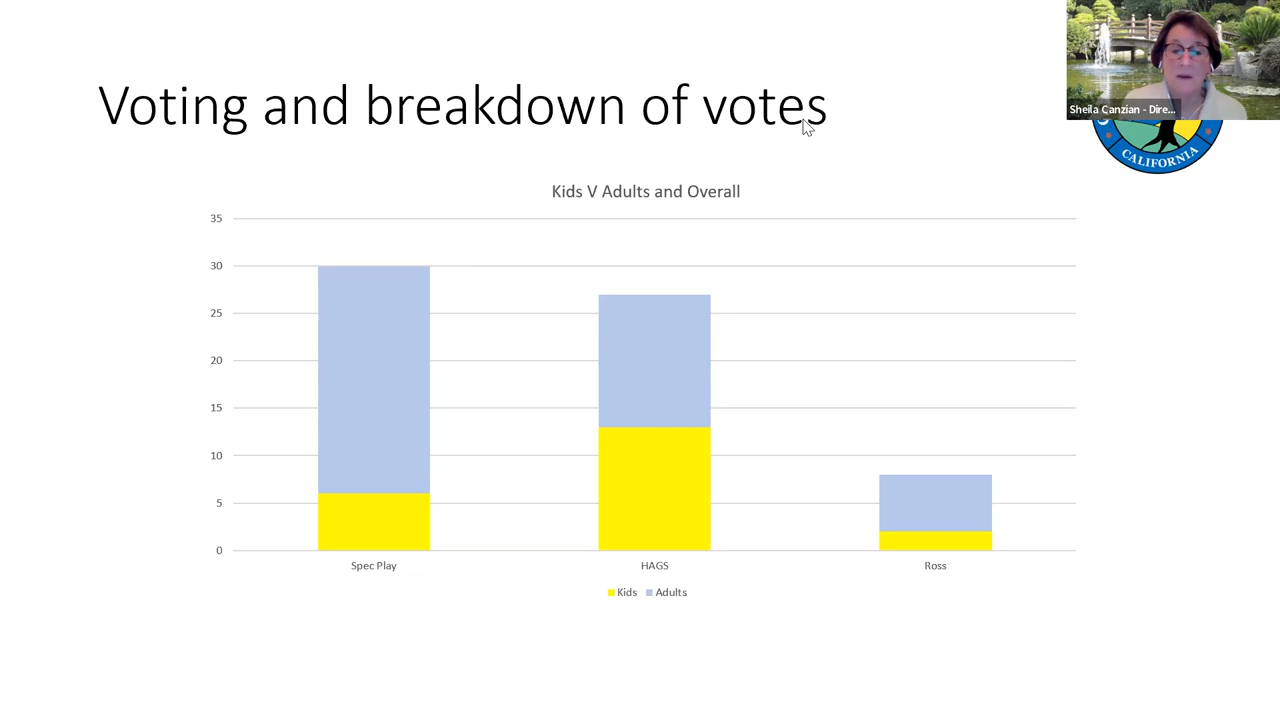 Sheila Canzian - Dire...
Voting and breakdown of votes
CALIFORNIA
Kids V Adults and Overall
35
30
25
20
15
10
5
0
Spec Play
HAGS
Ross
Kids
Adults